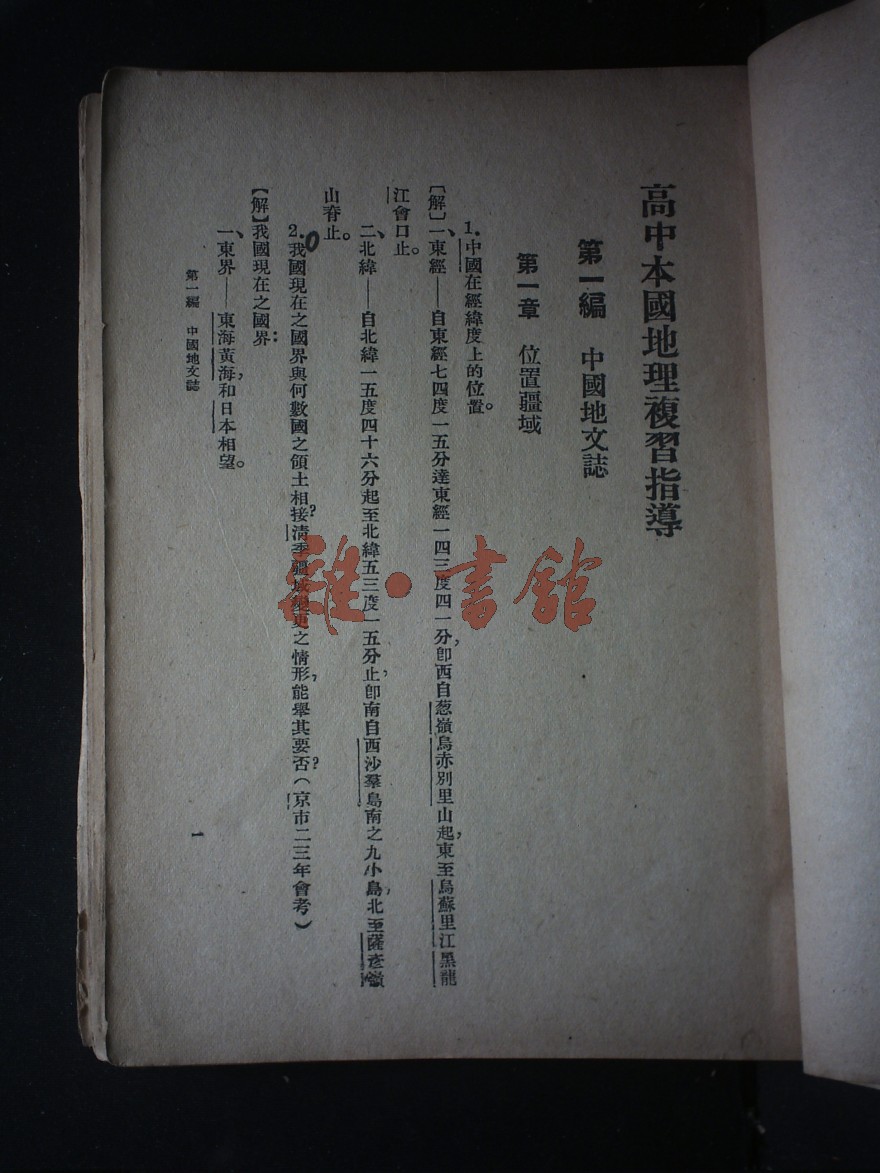 高中本國地理複習指導
第一編 中國地文誌
第一章 位置疆域
1.中國在經緯度上的位置。
〔解〕一、東經——自東經七四度一五分達東經一四三度四一分,卽西自葱嶺烏赤別里山起,東至烏蘇里江黑龍
江會口止。
二、北緯——自北緯一五度四十六分起至北緯五三度一五分止,卽南自西沙羣島南之九小島,北至薩彥嶺
山脊止。
2.我國現在之國界與何數國之領土相接?清季疆域變更之情形,能舉其要否?(京市二三年會考)
【解】我國現在之國界:
一、東界——東海黃海,和日本相望。
第一編 中國地文誌
一
雜·書館